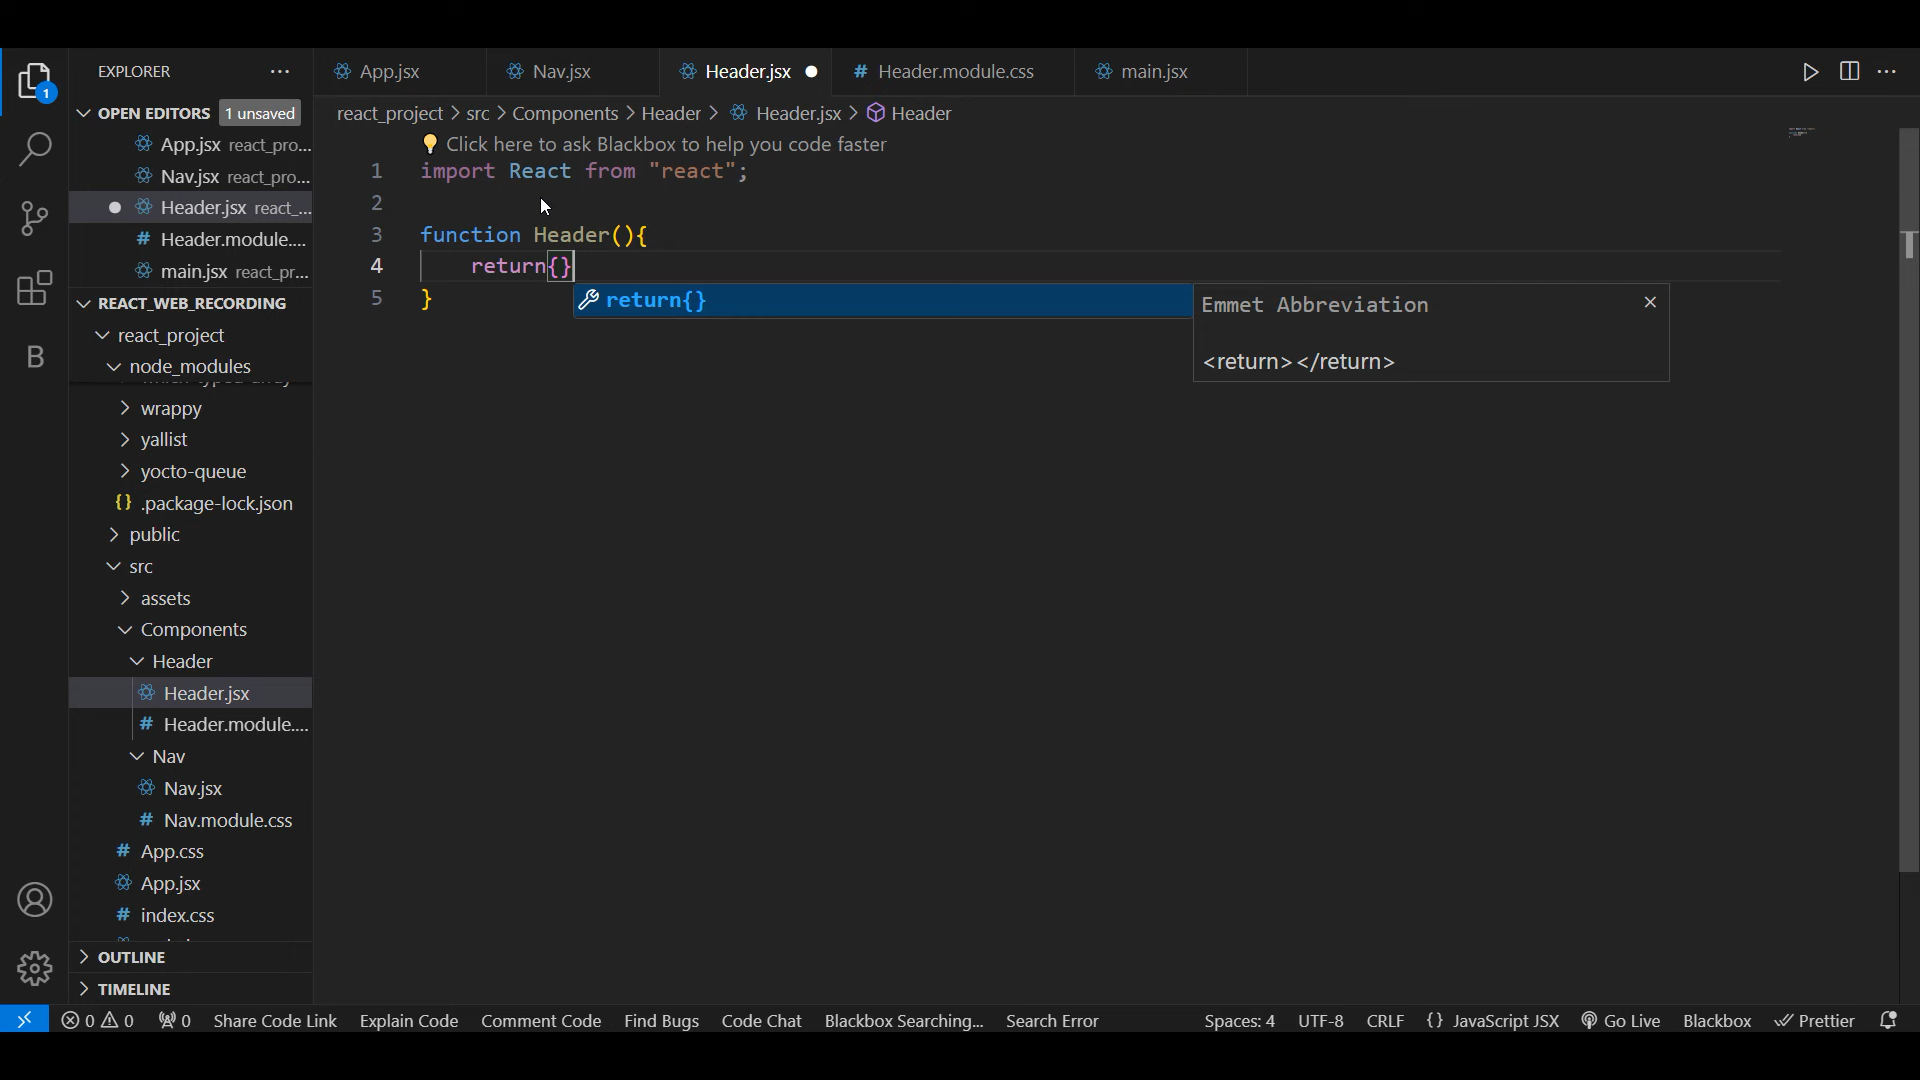 EXPLORER
App.jsx
Nav.jsx
Header.jsx
# Header.module.css
main.jsx
OPEN EDITORS 1 unsaved
App.jsx react_pro...
Nav.jsx react_pro...
Header.jsx react_...
# Header.module....
main.jsx react_pr...
REACT_WEB_RECORDING
react_project
node_modules
wrappy
yallist
yocto-queue
{} .package-lock.json
public
src
assets
Components
Header
Header.jsx
# Header.module....
Nav
Nav.jsx
# Nav.module.css
# App.css
App.jsx
# index.css
OUTLINE
TIMELINE
1
B
react_project > src > Components > Header > Header.jsx > Header
Click here to ask Blackbox to help you code faster
1 import React from "react";
2
3 function Header(){
4 return{}
5 }
return{}
Emmet Abbreviation
<return></return>
0 0 0 Share Code Link Explain Code Comment Code Find Bugs Code Chat Blackbox Searching... Search Error Spaces: 4 UTF-8 CRLF {} JavaScript JSX Go Live Blackbox Prettier